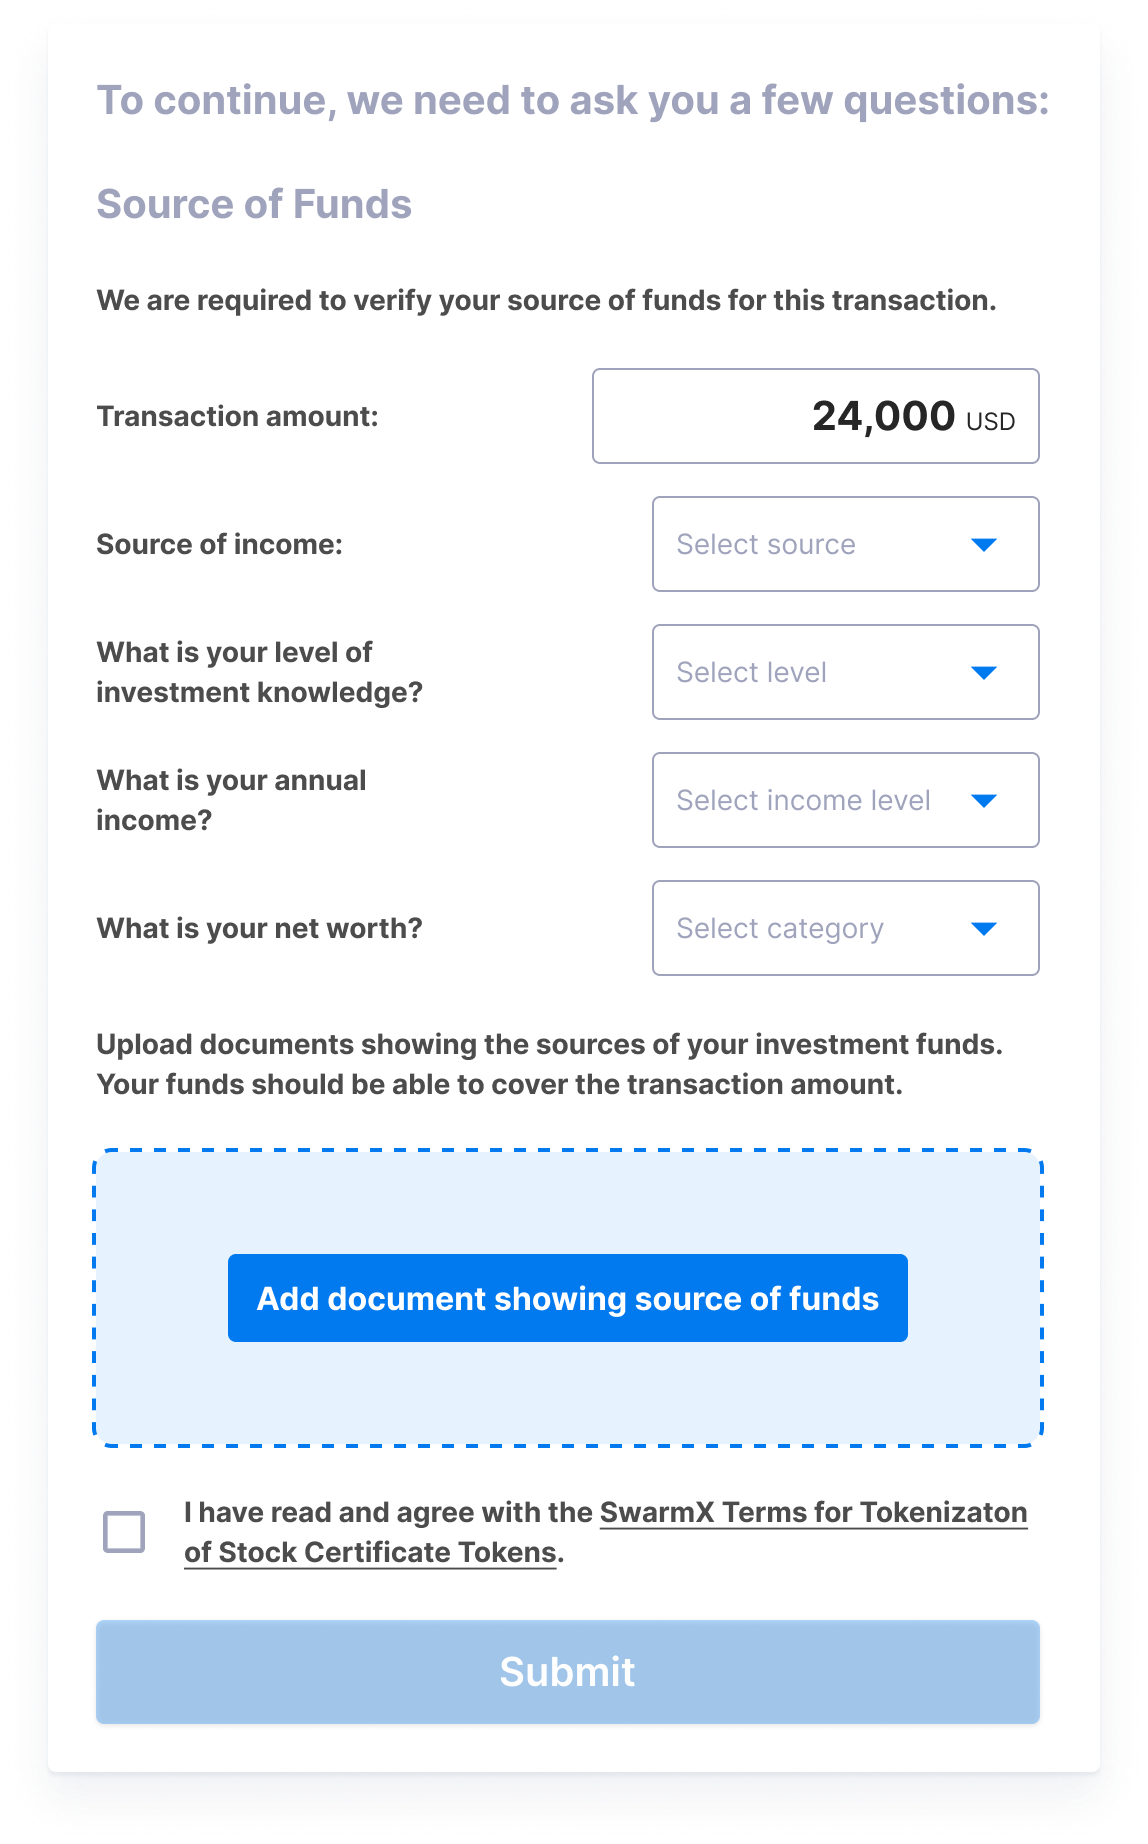 To continue, we need to ask you a few questions:
Source of Funds
We are required to verify your source of funds for this transaction.
Transaction amount:
24,000 USD
Source of income:
Select source
What is your level of
investment knowledge?
Select level
What is your annual
income?
Select income level
What is your net worth?
Select category
Upload documents showing the sources of your investment funds.
Your funds should be able to cover the transaction amount.
Add document showing source of funds
I have read and agree with the SwarmX Terms for Tokenizaton
of Stock Certificate Tokens.
Submit